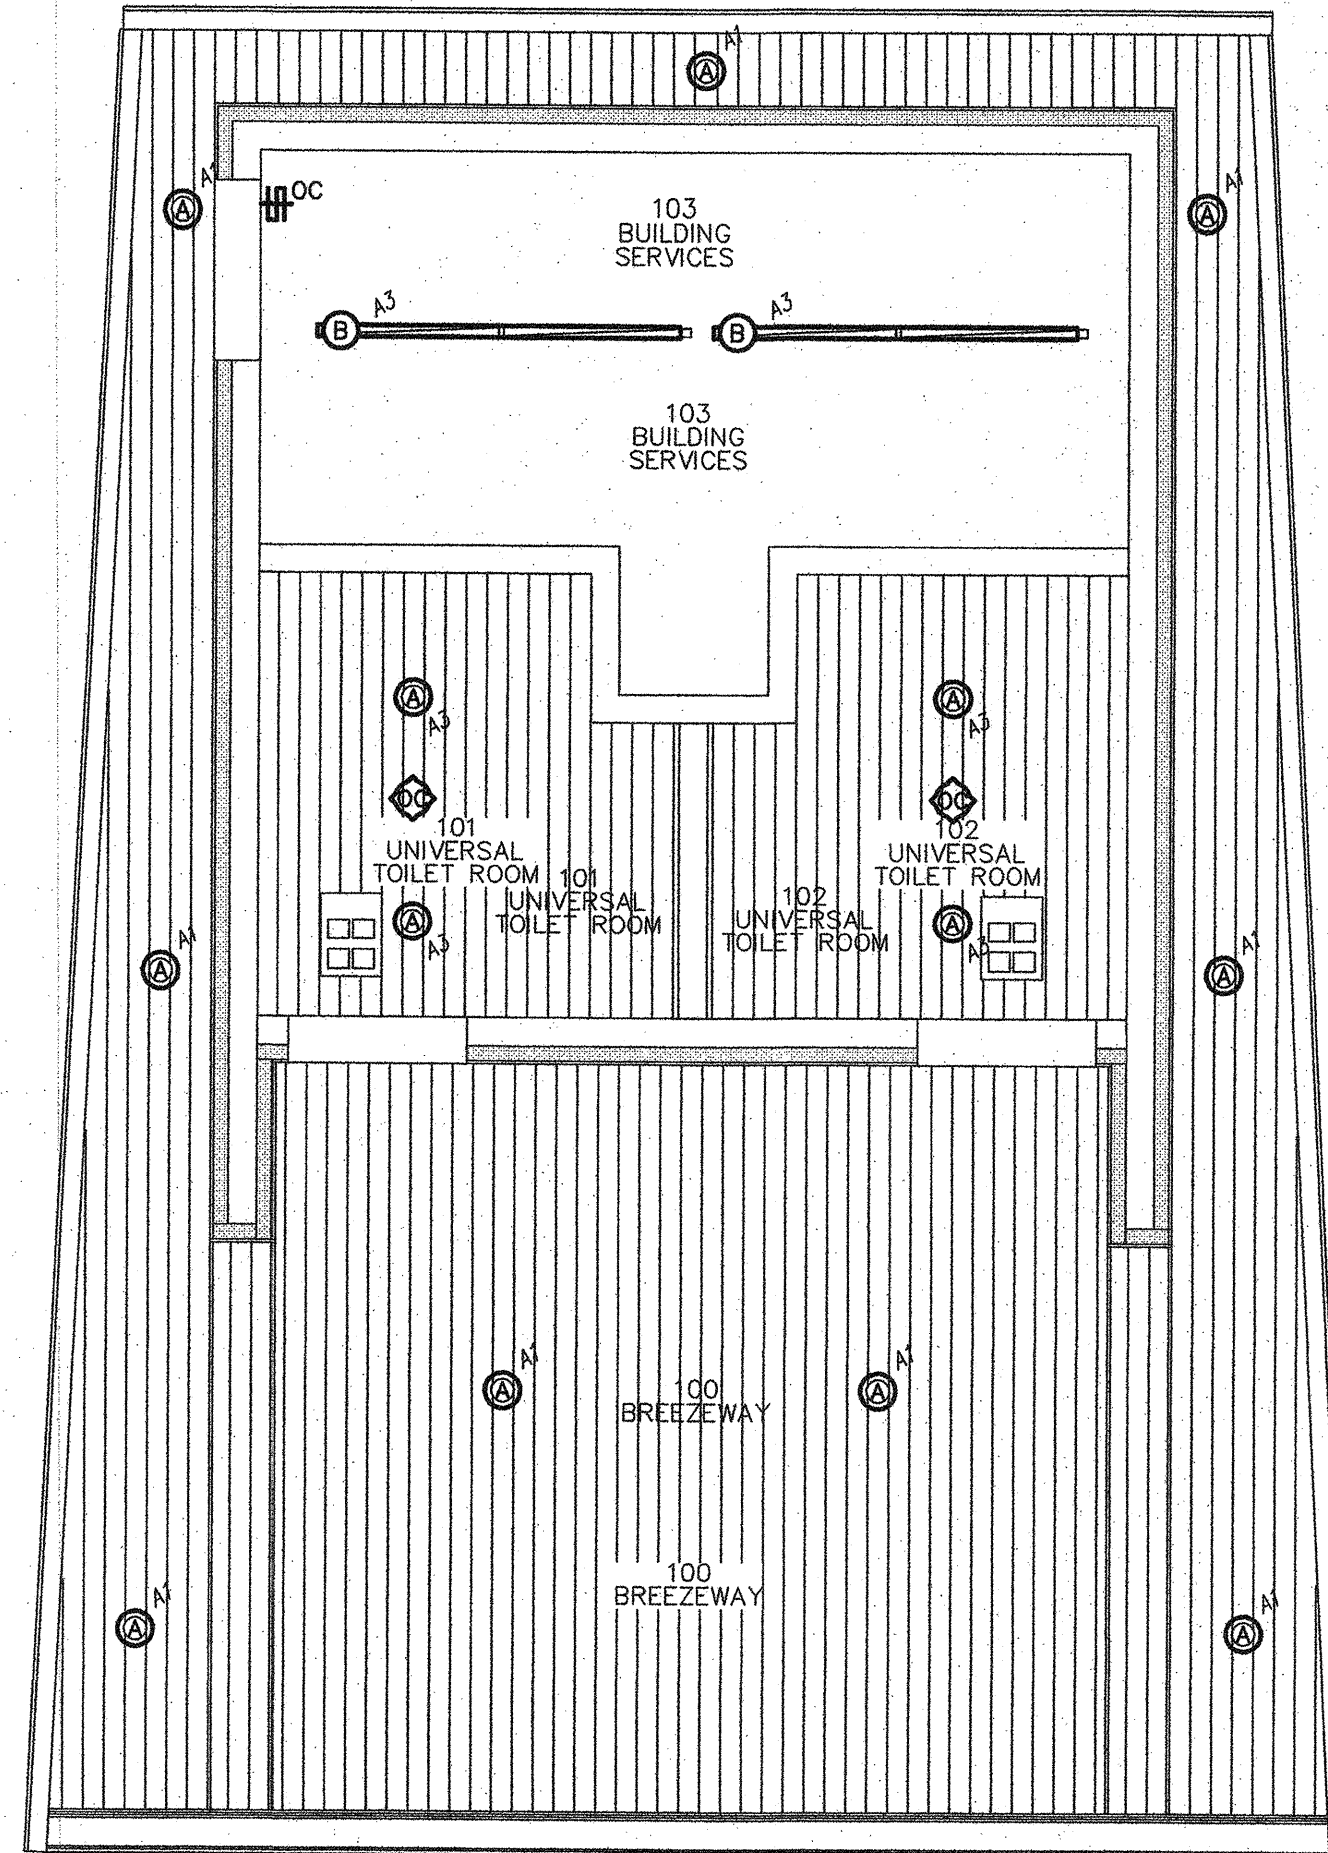 A1
A
A1
A
A1
A
OC
103
BUILDING
SERVICES
A3
B
A3
B
103
BUILDING
SERVICES
A
A3
A
A3
OC
OC
101
UNIVERSAL
TOILET ROOM
102
UNIVERSAL
TOILET ROOM
101
UNIVERSAL
TOILET ROOM
102
UNIVERSAL
TOILET ROOM
A
A3
A
A3
A1
A
A1
A
A1
A
A1
A
100
BREEZEWAY
100
BREEZEWAY
A1
A
A1
A